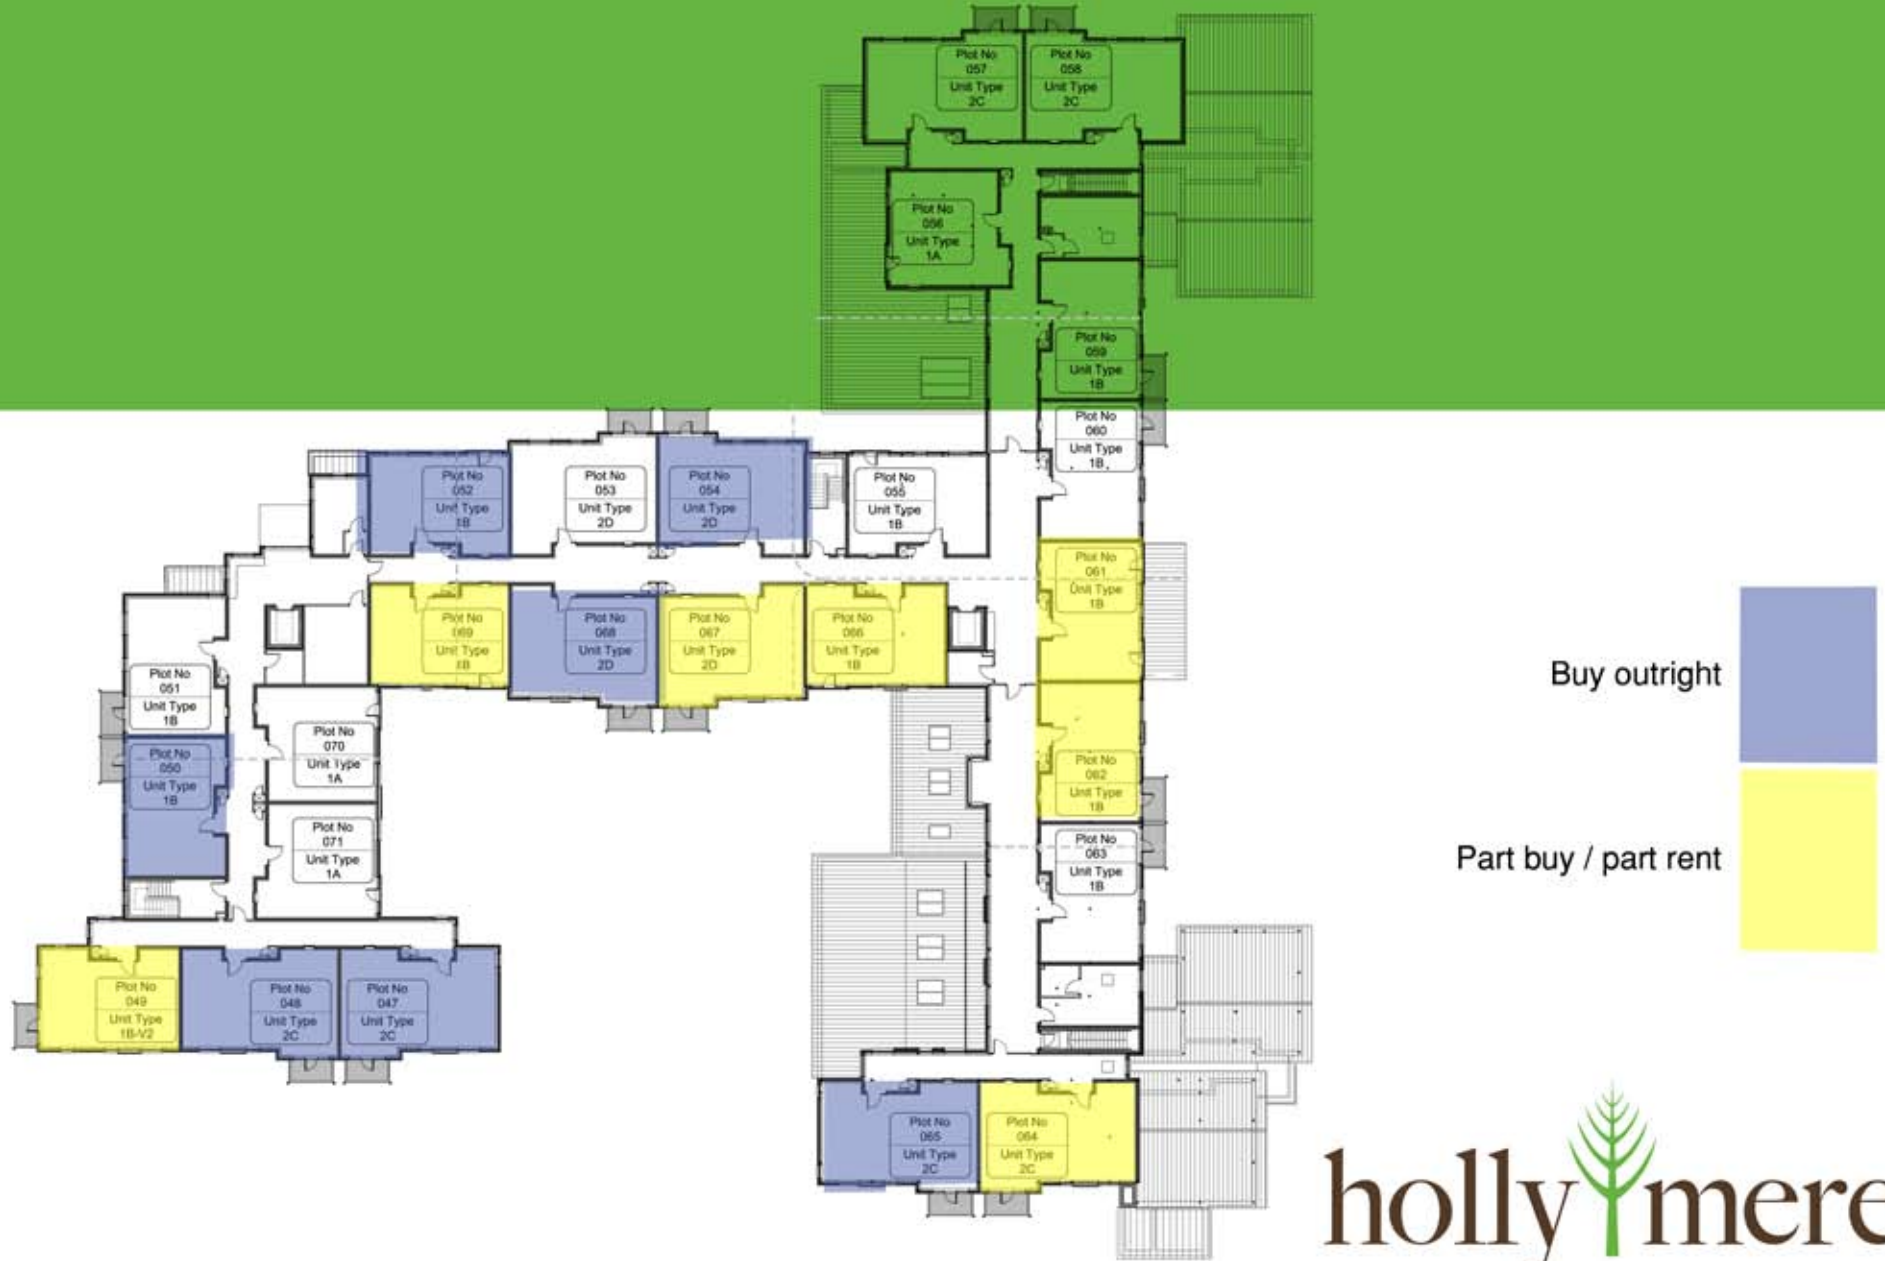 Plot No
057
Unit Type
2C
Plot No
058
Unit Type
2C
Plot No
056
Unit Type
1A
Plot No
059
Unit Type
1B
Plot No
060
Unit Type
1B
Plot No
052
Unit Type
1B
Plot No
053
Unit Type
2D
Plot No
054
Unit Type
2D
Plot No
055
Unit Type
1B
Plot No
061
Unit Type
1B
Plot No
069
Unit Type
1B
Plot No
068
Unit Type
2D
Plot No
067
Unit Type
2D
Plot No
066
Unit Type
1B
Plot No
051
Unit Type
1B
Plot No
070
Unit Type
1A
Plot No
050
Unit Type
1B
Plot No
062
Unit Type
1B
Plot No
071
Unit Type
1A
Plot No
063
Unit Type
1B
Plot No
049
Unit Type
1B-V2
Plot No
048
Unit Type
2C
Plot No
047
Unit Type
2C
Plot No
065
Unit Type
2C
Plot No
064
Unit Type
2C
Buy outright
Part buy / part rent
holly mere